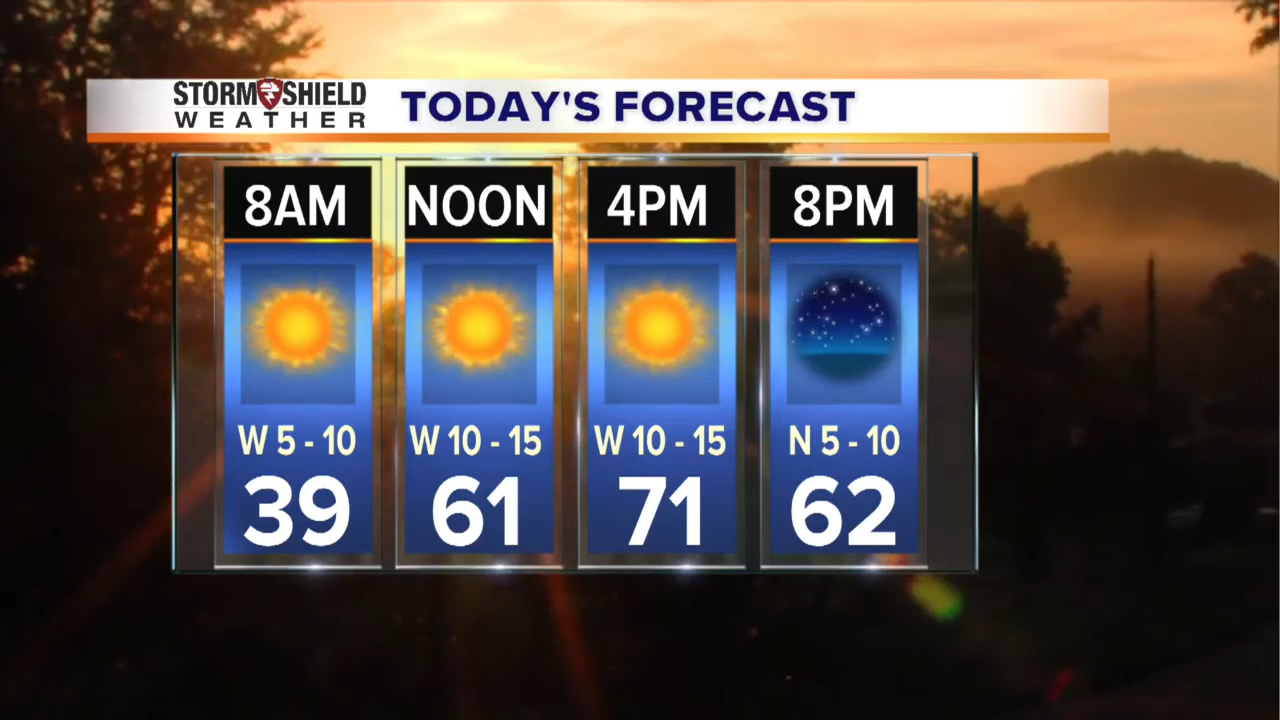 STORM SHIELD
WEATHER
TODAY'S FORECAST
8AM NOON 4PM 8PM
W 5 - 10 W 10 - 15 W 10 - 15 N 5 - 10
39 61 71 62